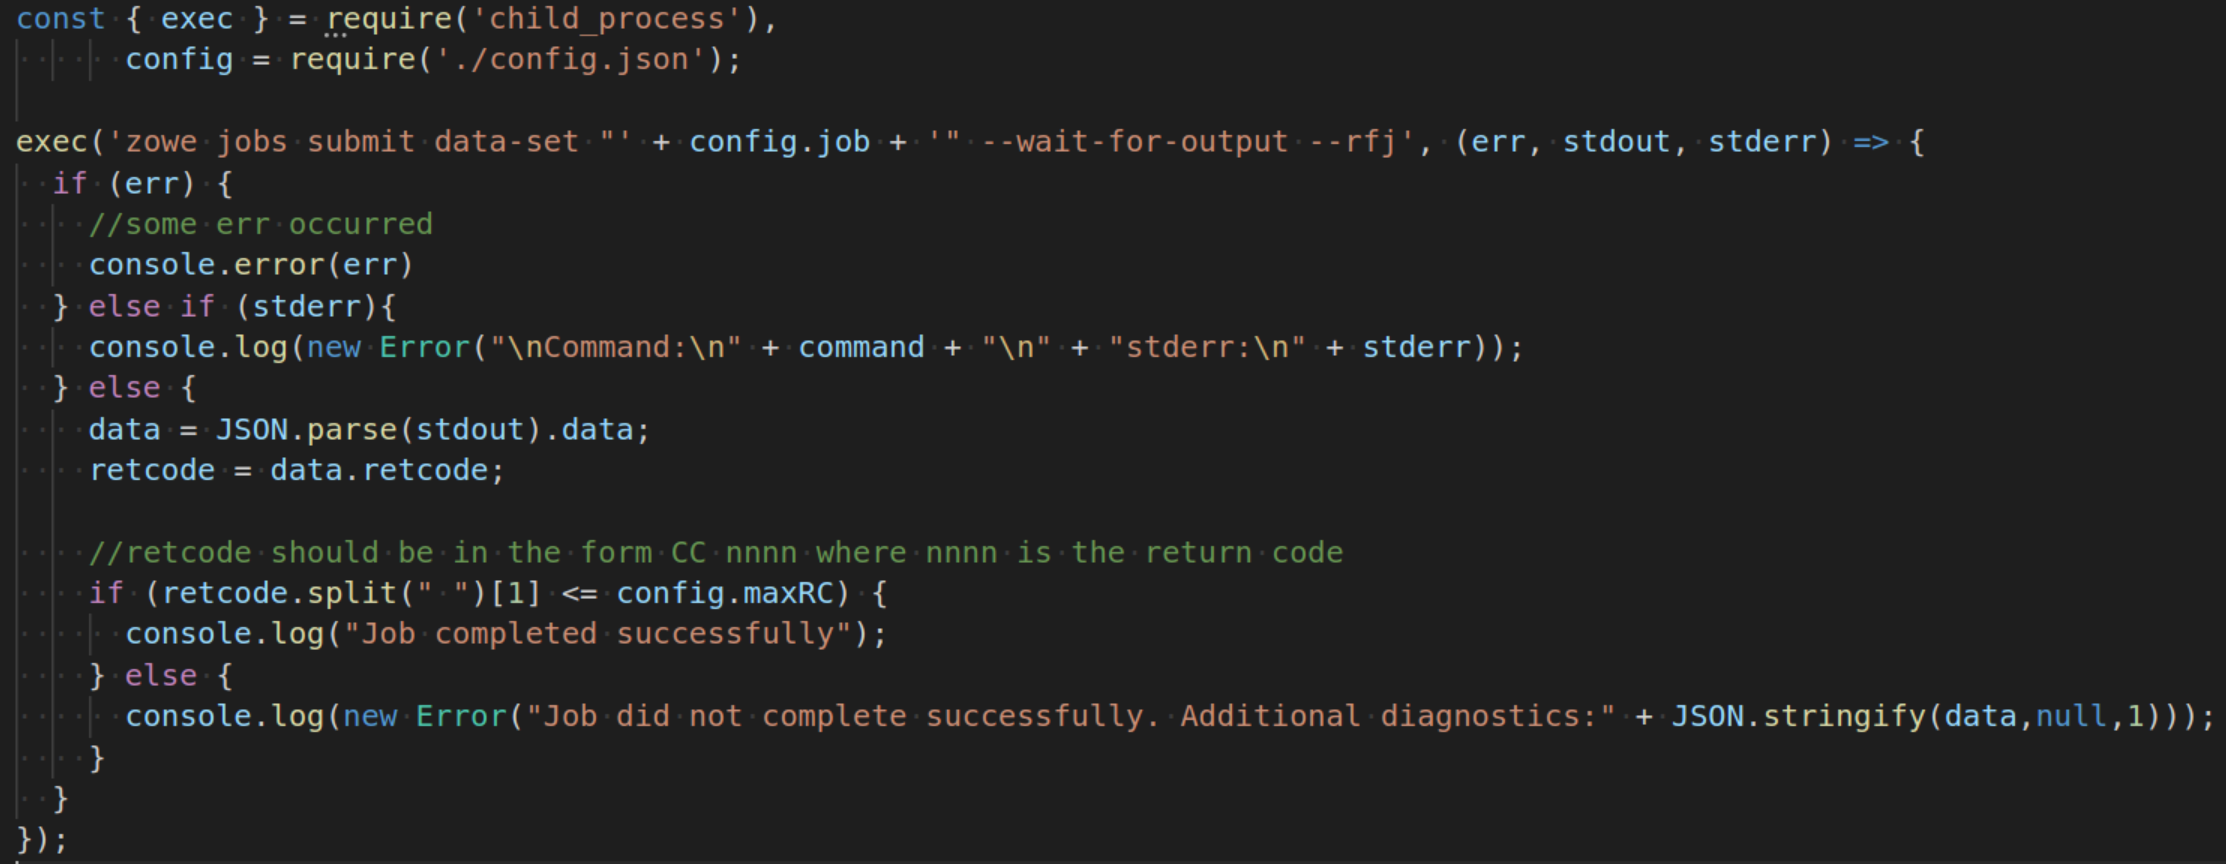 const { exec } = require('child_process'),
      config = require('./config.json');

exec('zowe jobs submit data-set "' + config.job + '" --wait-for-output --rfj', (err, stdout, stderr) => {
  if (err) {
    //some err occurred
    console.error(err)
  } else if (stderr){
    console.log(new Error("\nCommand:\n" + command + "\n" + "stderr:\n" + stderr));
  } else {
    data = JSON.parse(stdout).data;
    retcode = data.retcode;

    //retcode should be in the form CC nnnn where nnnn is the return code
    if (retcode.split(" ")[1] <= config.maxRC) {
      console.log("Job completed successfully");
    } else {
      console.log(new Error("Job did not complete successfully. Additional diagnostics:" + JSON.stringify(data,null,1)));
    }
  }
});